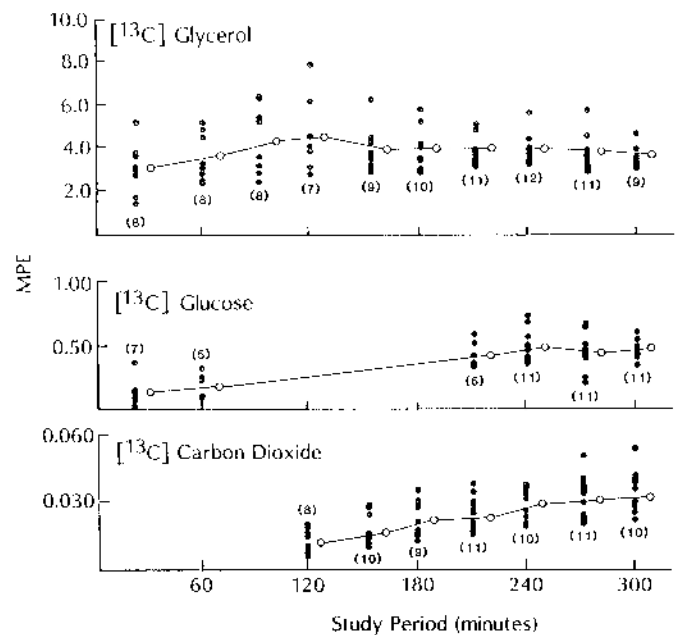 10.0
[13C] Glycerol
8.0
6.0
4.0
2.0
(8) (8) (8) (7) (9) (10) (11) (12) (11) (9)
MPE
1.00
[13C] Glucose
(7) (5)
0.50
(6) (11) (11) (11)
0.060
[13C] Carbon Dioxide
0.030
(8)
(10) (9) (11) (10) (11) (10)
60 120 180 240 300
Study Period (minutes)